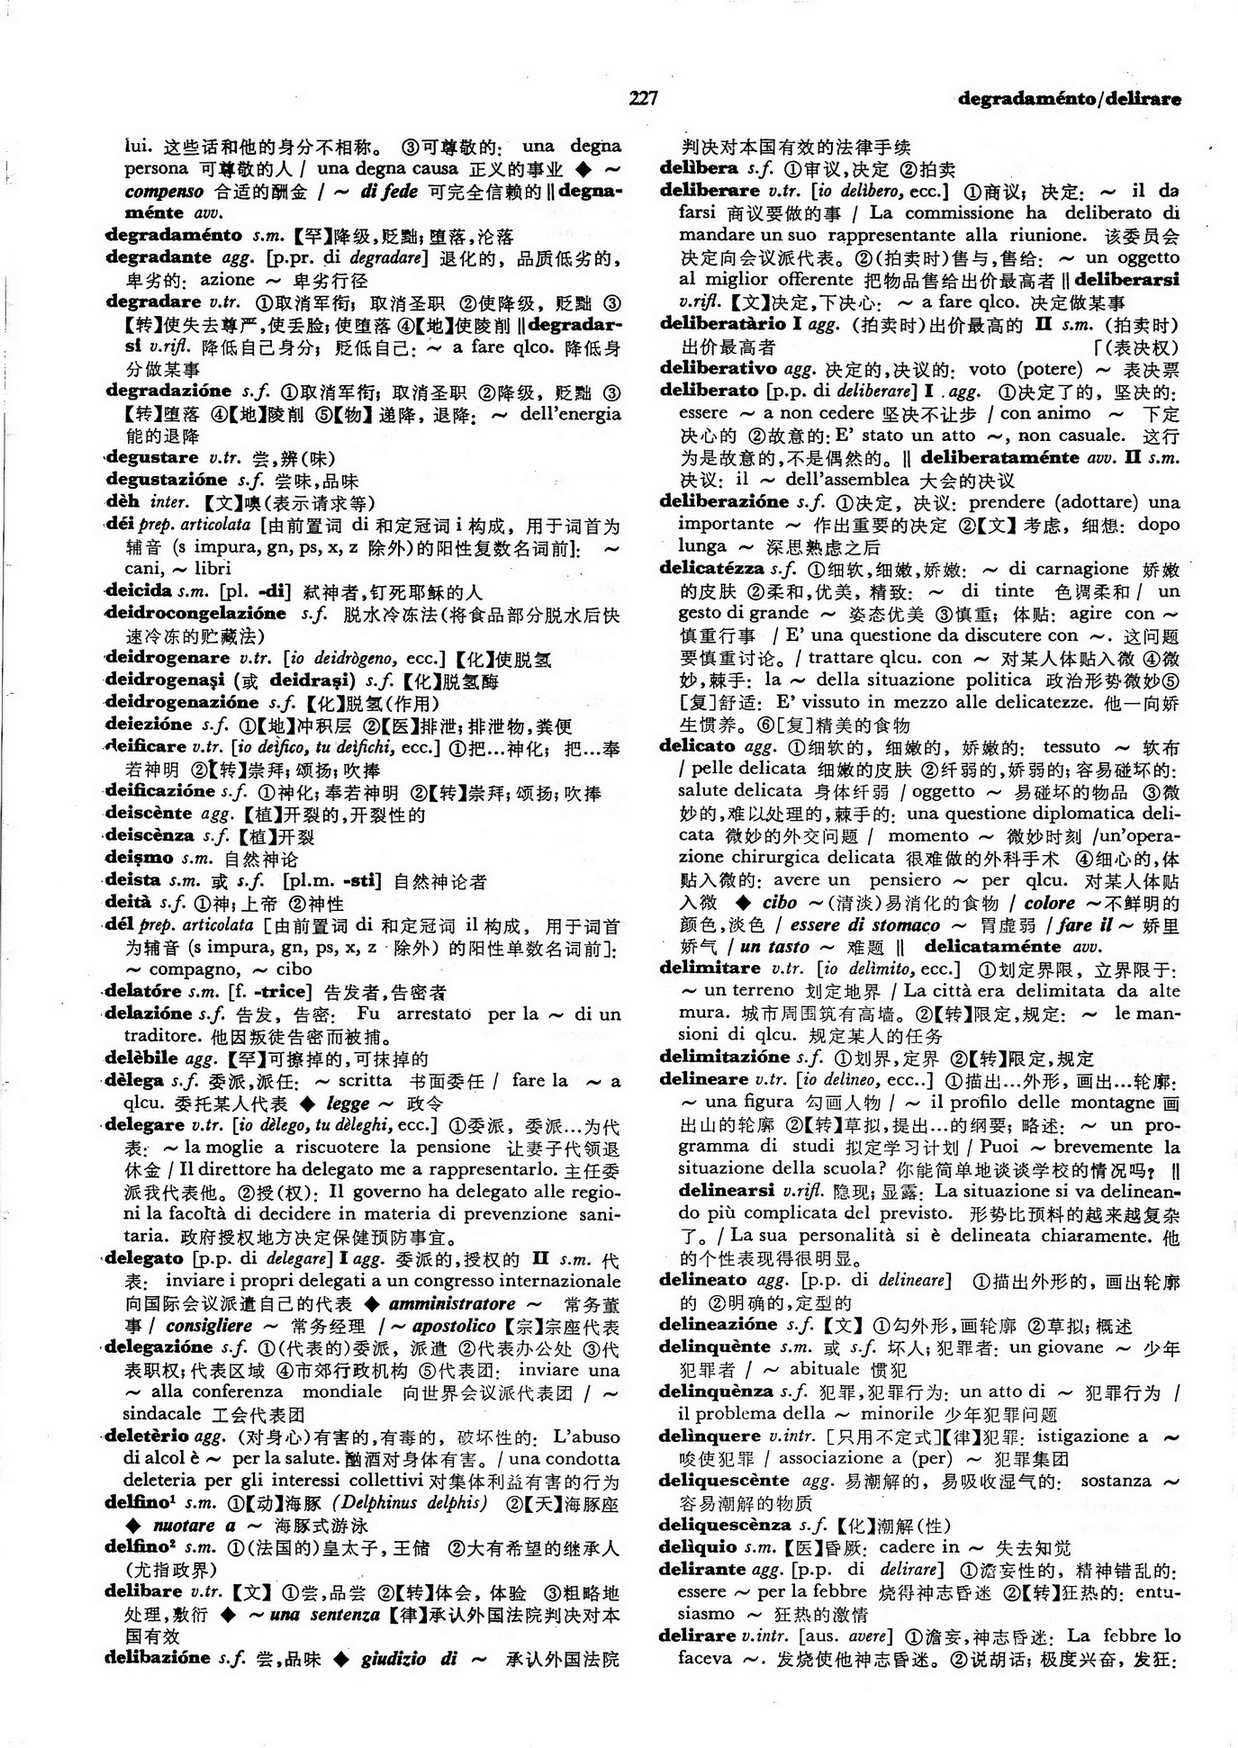 227
degradaménto/delirare
lui. 这些话和他的身分不相称。 ③可尊敬的: una degna
persona 可尊敬的人 / una degna causa 正义的事业 ◆ ～
compenso 合适的酬金 / ～ di fede 可完全信赖的‖degna-
ménte avv.
degradaménto s.m. 【罕】降级,贬黜; 堕落,沦落
degradante agg. [p.pr. di degradare] 退化的, 品质低劣的,
卑劣的: azione ～ 卑劣行径
degradare v.tr. ①取消军衔; 取消圣职 ②使降级, 贬黜 ③
【转】使失去尊严,使丢脸; 使堕落 ④【地】使陵削‖degradar-
si v.rifl. 降低自己身分; 贬低自己: ～ a fare qlco. 降低身
分做某事
degradazióne s.f. ①取消军衔; 取消圣职 ②降级, 贬黜 ③
【转】堕落 ④【地】陵削 ⑤【物】递降, 退降: ～ dell'energia
能的退降
degustare v.tr. 尝,辨(味)
degustazióne s.f. 尝味,品味
dèh inter. 【文】噢(表示请求等)
déi prep. articolata [由前置词 di 和定冠词 i 构成, 用于词首为
辅音 (s impura, gn, ps, x, z 除外)的阳性复数名词前]: ～
cani, ～ libri
deicida s.m. [pl. -di] 弑神者,钉死耶稣的人
deidrocongelazióne s.f. 脱水冷冻法(将食品部分脱水后快
速冷冻的贮藏法)
deidrogenare v.tr. [io deidrògeno, ecc.] 【化】使脱氢
deidrogenaṣi (或 deidraṣi) s.f. 【化】脱氢酶
deidrogenazióne s.f. 【化】脱氢(作用)
deiezióne s.f. ①【地】冲积层 ②【医】排泄; 排泄物,粪便
deificare v.tr. [io deìfico, tu deìfichi, ecc.] ①把…神化; 把…奉
若神明 ②【转】崇拜; 颂扬; 吹捧
deificazióne s.f. ①神化; 奉若神明 ②【转】崇拜; 颂扬; 吹捧
deiscènte agg. 【植】开裂的,开裂性的
deiscènza s.f. 【植】开裂
deiṣmo s.m. 自然神论
deista s.m. 或 s.f. [pl.m. -sti] 自然神论者
deità s.f. ①神; 上帝 ②神性
dél prep. articolata [由前置词 di 和定冠词 il 构成, 用于词首
为辅音 (s impura, gn, ps, x, z 除外) 的阳性单数名词前]:
～ compagno, ～ cibo
delatóre s.m. [f. -trice] 告发者,告密者
delazióne s.f. 告发, 告密: Fu arrestato per la ～ di un
traditore. 他因叛徒告密而被捕。
delèbile agg. 【罕】可擦掉的,可抹掉的
dèlega s.f. 委派,派任: ～ scritta 书面委任 / fare la ～ a
qlcu. 委托某人代表 ◆ legge ～ 政令
delegare v.tr. [io dèlego, tu dèleghi, ecc.] ①委派, 委派…为代
表: ～ la moglie a riscuotere la pensione 让妻子代领退
休金 / Il direttore ha delegato me a rappresentarlo. 主任委
派我代表他。②授(权): Il governo ha delegato alle regio-
ni la facoltà di decidere in materia di prevenzione sani-
taria. 政府授权地方决定保健预防事宜。
delegato [p.p. di delegare] I agg. 委派的,授权的 II s.m. 代
表: inviare i propri delegati a un congresso internazionale
向国际会议派遣自己的代表 ◆ amministratore ～ 常务董
事 / consigliere ～ 常务经理 / ～ apostolico 【宗】宗座代表
delegazióne s.f. ①(代表的)委派, 派遣 ②代表办公处 ③代
表职权; 代表区域 ④市郊行政机构 ⑤代表团: inviare una
～ alla conferenza mondiale 向世界会议派代表团 / ～
sindacale 工会代表团
deletèrio agg. (对身心)有害的,有毒的, 破坏性的: L'abuso
di alcol è ～ per la salute. 酗酒对身体有害。/ una condotta
deleteria per gli interessi collettivi 对集体利益有害的行为
delfino¹ s.m. ①【动】海豚 (Delphinus delphis) ②【天】海豚座
◆ nuotare a ～ 海豚式游泳
delfino² s.m. ①(法国的)皇太子, 王储 ②大有希望的继承人
(尤指政界)
delibare v.tr. 【文】 ①尝,品尝 ②【转】体会, 体验 ③粗略地
处理,敷衍 ◆ ～ una sentenza 【律】承认外国法院判决对本
国有效
delibazióne s.f. 尝,品味 ◆ giudizio di ～ 承认外国法院
判决对本国有效的法律手续
delìbera s.f. ①审议,决定 ②拍卖
deliberare v.tr. [io delìbero, ecc.] ①商议; 决定: ～ il da
farsi 商议要做的事 / La commissione ha deliberato di
mandare un suo rappresentante alla riunione. 该委员会
决定向会议派代表。②(拍卖时)售与,售给: ～ un oggetto
al miglior offerente 把物品售给出价最高者‖deliberarsi
v.rifl. 【文】决定,下决心: ～ a fare qlco. 决定做某事
deliberatàrio I agg. (拍卖时)出价最高的 II s.m. (拍卖时)
出价最高者 「(表决权)
deliberativo agg. 决定的,决议的: voto (potere) ～ 表决票
deliberato [p.p. di deliberare] I agg. ①决定了的, 坚决的:
essere ～ a non cedere 坚决不让步 / con animo ～ 下定
决心的 ②故意的: E' stato un atto ～, non casuale. 这行
为是故意的,不是偶然的。‖ deliberataménte avv. II s.m.
决议: il ～ dell'assemblea 大会的决议
deliberazióne s.f. ①决定, 决议: prendere (adottare) una
importante ～ 作出重要的决定 ②【文】考虑, 细想: dopo
lunga ～ 深思熟虑之后
delicatézza s.f. ①细软,细嫩,娇嫩: ～ di carnagione 娇嫩
的皮肤 ②柔和,优美, 精致: ～ di tinte 色调柔和 / un
gesto di grande ～ 姿态优美 ③慎重; 体贴: agire con ～
慎重行事 / E' una questione da discutere con ～. 这问题
要慎重讨论。/ trattare qlcu. con ～ 对某人体贴入微 ④微
妙,棘手: la ～ della situazione politica 政治形势微妙⑤
[复]舒适: E' vissuto in mezzo alle delicatezze. 他一向娇
生惯养。⑥[复]精美的食物
delicato agg. ①细软的, 细嫩的, 娇嫩的: tessuto ～ 软布
/ pelle delicata 细嫩的皮肤 ②纤弱的,娇弱的; 容易碰坏的:
salute delicata 身体纤弱 / oggetto ～ 易碰坏的物品 ③微
妙的,难以处理的,棘手的: una questione diplomatica deli-
cata 微妙的外交问题 / momento ～ 微妙时刻 /un'opera-
zione chirurgica delicata 很难做的外科手术 ④细心的,体
贴入微的: avere un pensiero ～ per qlcu. 对某人体贴
入微 ◆ cibo ～(清淡)易消化的食物 / colore ～不鲜明的
颜色,淡色 / essere di stomaco ～ 胃虚弱 / fare il ～ 娇里
娇气 / un tasto ～ 难题 ‖ delicataménte avv.
delimitare v.tr. [io delìmito, ecc.] ①划定界限, 立界限于:
～ un terreno 划定地界 / La città era delimitata da alte
mura. 城市周围筑有高墙。②【转】限定,规定: ～ le man-
sioni di qlcu. 规定某人的任务
delimitazióne s.f. ①划界,定界 ②【转】限定,规定
delineare v.tr. [io delìneo, ecc..] ①描出…外形, 画出…轮廓:
～ una figura 勾画人物 / ～ il profilo delle montagne 画
出山的轮廓 ②【转】草拟,提出…的纲要; 略述: ～ un pro-
gramma di studi 拟定学习计划 / Puoi ～ brevemente la
situazione della scuola? 你能简单地谈谈学校的情况吗? ‖
delinearsi v.rifl. 隐现; 显露: La situazione si va delinean-
do più complicata del previsto. 形势比预料的越来越复杂
了。/ La sua personalità si è delineata chiaramente. 他
的个性表现得很明显。
delineato agg. [p.p. di delineare] ①描出外形的, 画出轮廓
的 ②明确的,定型的
delineazióne s.f. 【文】 ①勾外形,画轮廓 ②草拟; 概述
delinquènte s.m. 或 s.f. 坏人; 犯罪者: un giovane ～ 少年
犯罪者 / ～ abituale 惯犯
delinquènza s.f. 犯罪,犯罪行为: un atto di ～ 犯罪行为 /
il problema della ～ minorile 少年犯罪问题
delìnquere v.intr. [只用不定式]【律】犯罪: istigazione a ～
唆使犯罪 / associazione a (per) ～ 犯罪集团
deliquescènte agg. 易潮解的, 易吸收湿气的: sostanza ～
容易潮解的物质
deliquescènza s.f. 【化】潮解(性)
delìquio s.m. 【医】昏厥: cadere in ～ 失去知觉
delirante agg. [p.p. di delirare] ①谵妄性的, 精神错乱的:
essere ～ per la febbre 烧得神志昏迷 ②【转】狂热的: entu-
siasmo ～ 狂热的激情
delirare v.intr. [aus. avere] ①谵妄,神志昏迷: La febbre lo
faceva ～. 发烧使他神志昏迷。②说胡话; 极度兴奋, 发狂: